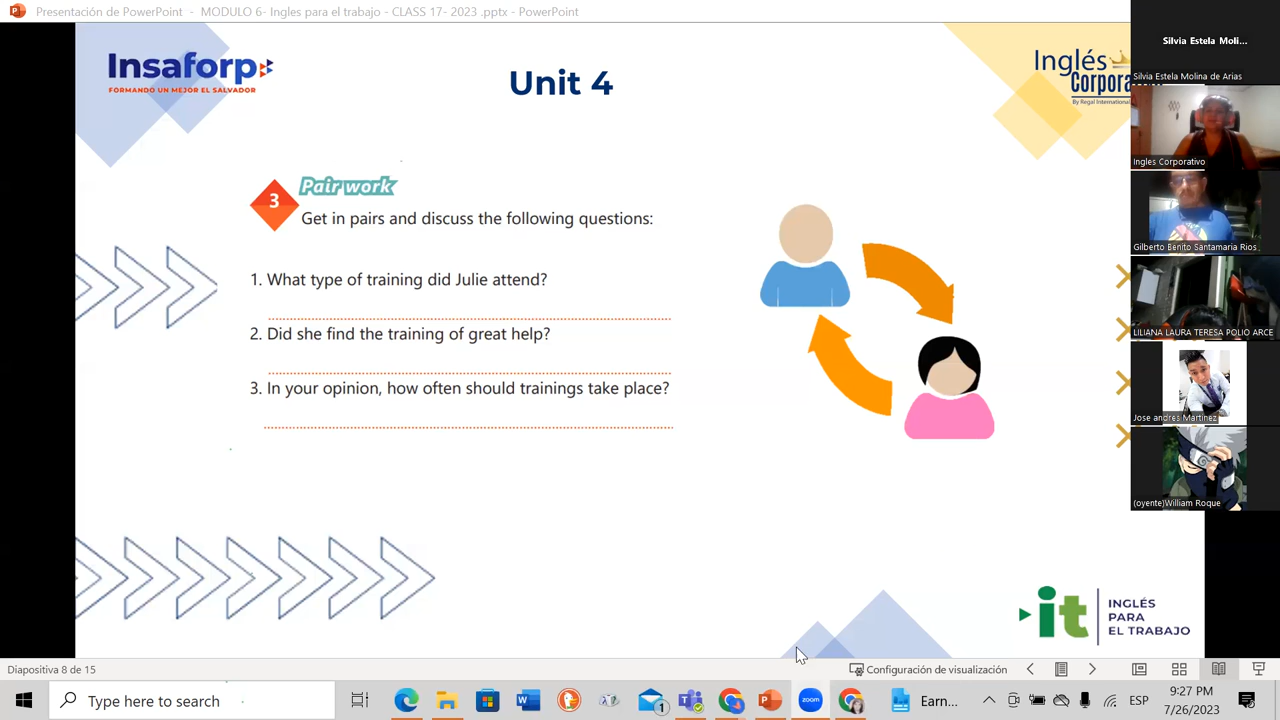 Presentación de PowerPoint - MODULO 6- Ingles para el trabajo - CLASS 17- 2023 .pptx - PowerPoint
Insaforp
FORMANDO UN MEJOR EL SALVADOR
Unit 4
Inglés
Corpora
By Regal International
3
Pair work
Get in pairs and discuss the following questions:
1. What type of training did Julie attend?
2. Did she find the training of great help?
3. In your opinion, how often should trainings take place?
it
INGLÉS
PARA
EL TRABAJO
Silvia Estela Moli...
Silvia Estela Molina de Arias
Ingles Corporativo
Gilberto Benito Santamaria Rios
LILIANA LAURA TERESA POLIO ARCE
Jose andres Martinez
(oyente)William Roque
Diapositiva 8 de 15
Configuración de visualización
Type here to search
W
1
zoom
Earn...
ESP
9:27 PM
7/26/2023